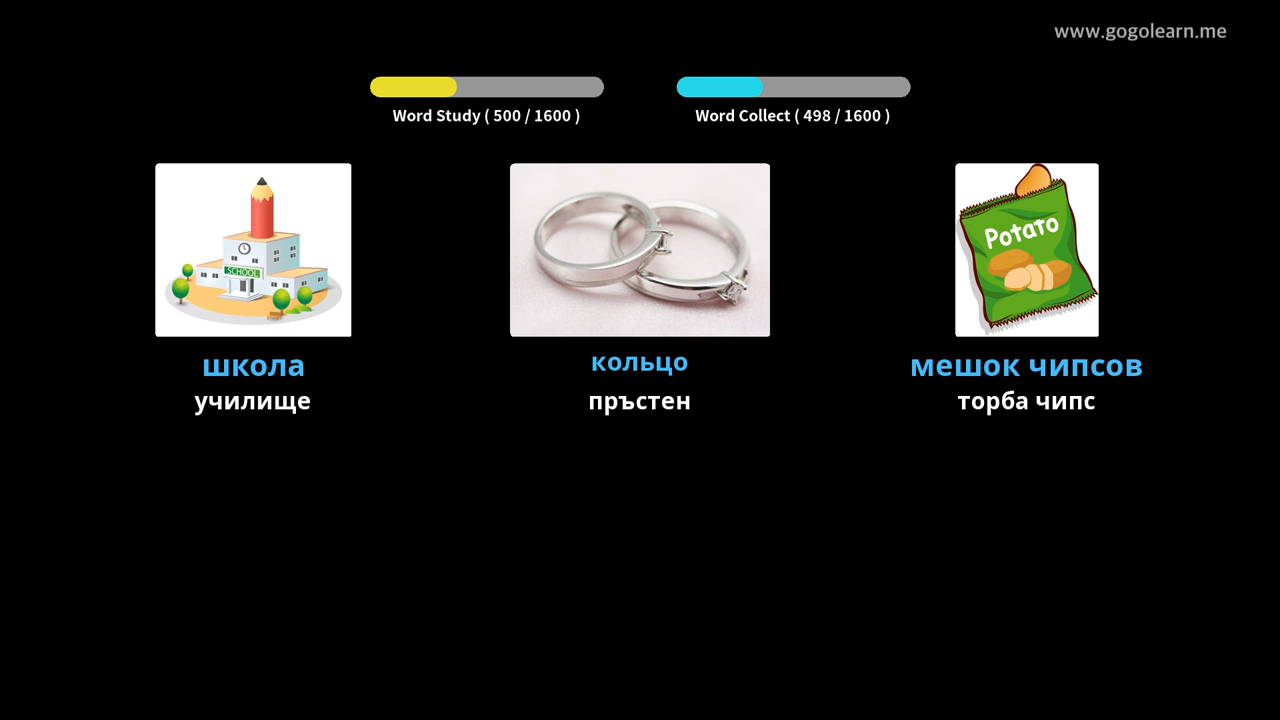 www.gogolearn.me
Word Study ( 500 / 1600 )
Word Collect ( 498 / 1600 )
SCHOOL
Potato
школа
кольцо
мешок чипсов
училище
пръстен
торба чипс